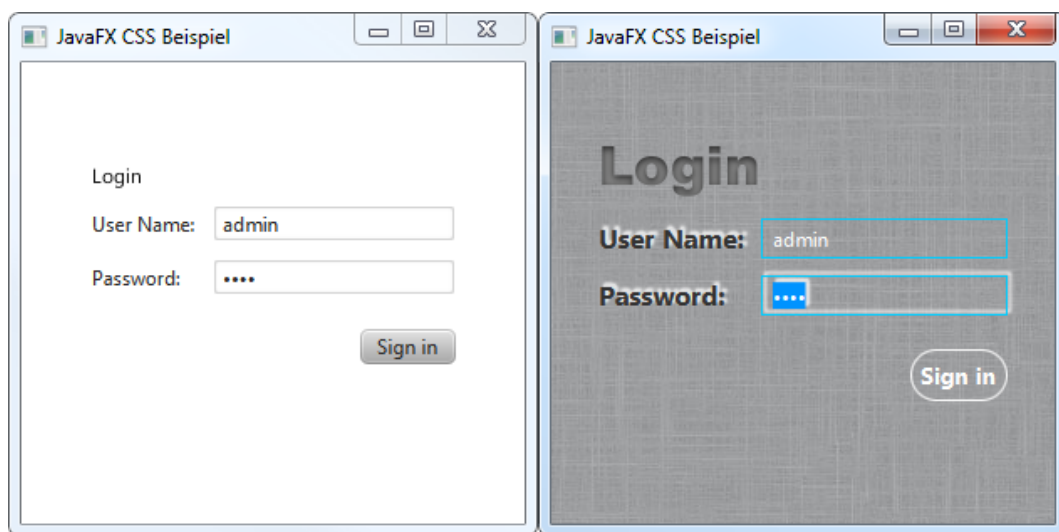 JavaFX CSS Beispiel
Login
User Name: admin
Password: ••••
Sign in
JavaFX CSS Beispiel
Login
User Name: admin
Password: ••••
Sign in